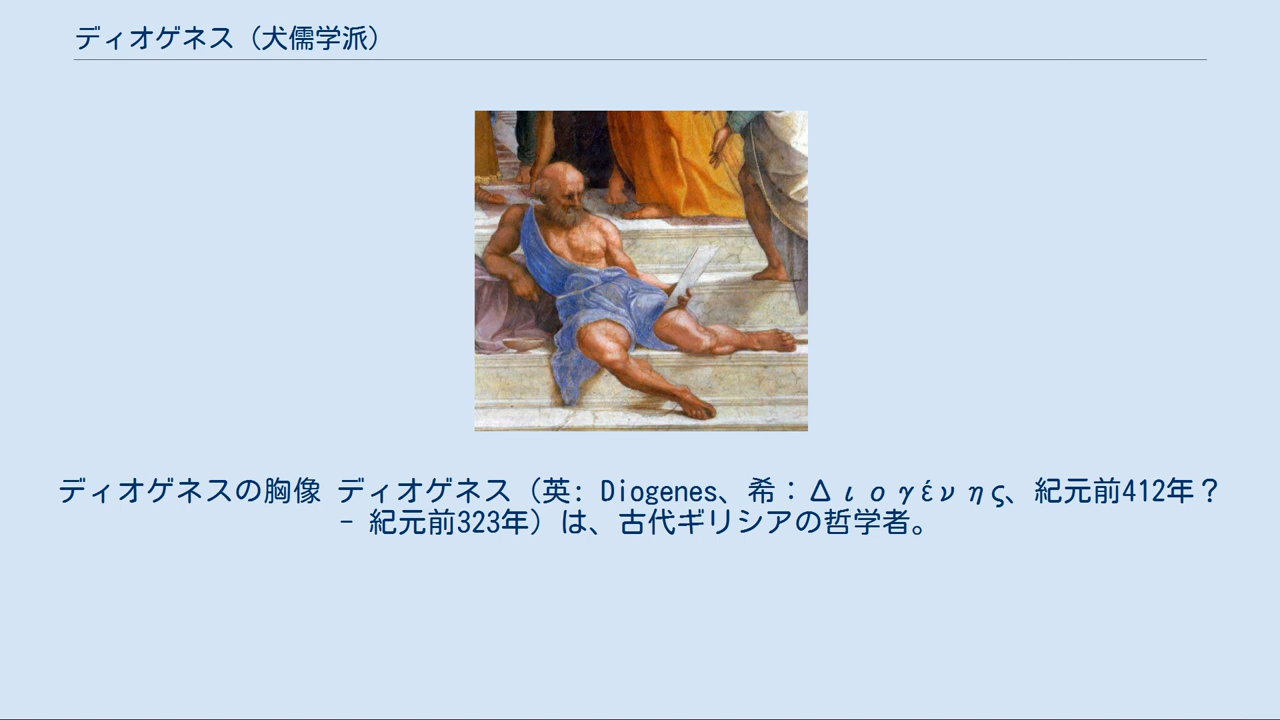 ディオゲネス（犬儒学派）
ディオゲネスの胸像 ディオゲネス（英: Diogenes、希：Διογένης、紀元前412年？
- 紀元前323年）は、古代ギリシアの哲学者。